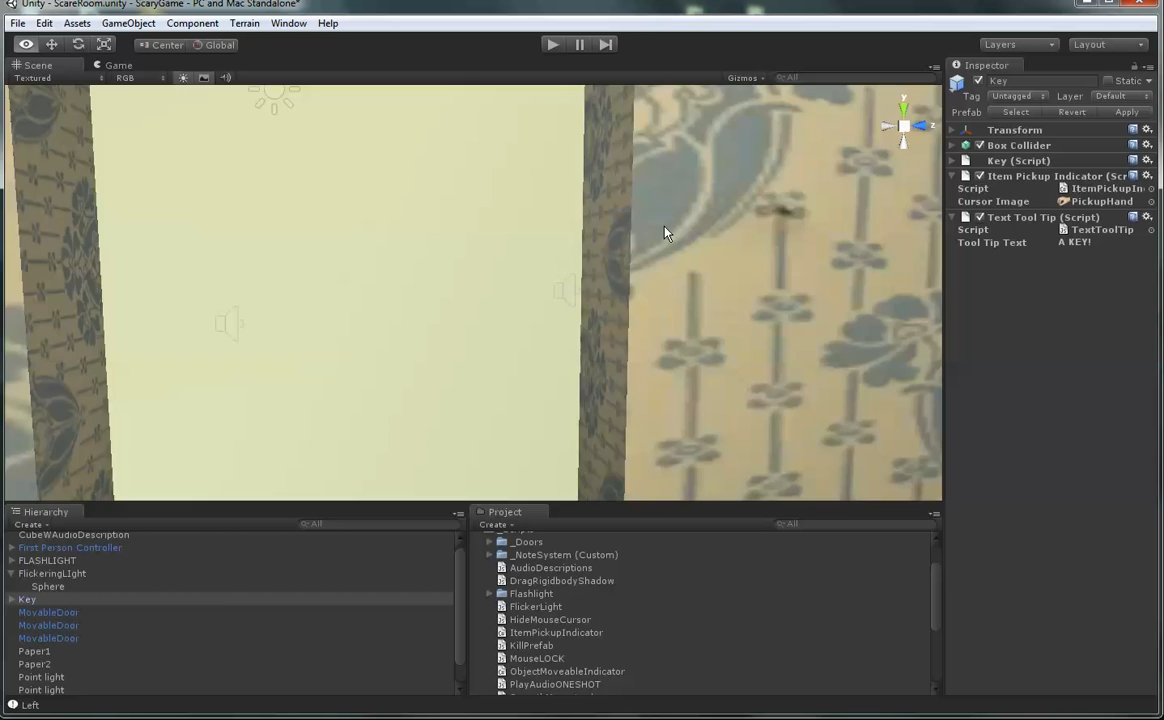 Unity - ScareRoom.unity - ScaryGame - PC and Mac Standalone*
File Edit Assets GameObject Component Terrain Window Help
Center Global Layers Layout
Scene Game Inspector
Textured RGB Gizmos All
Key Static
Tag Untagged Layer Default
Prefab Select Revert Apply
Transform
Box Collider
Key (Script)
Item Pickup Indicator (Scr
Script ItemPickupIn
Cursor Image PickupHand
Text Tool Tip (Script)
Script TextToolTip
Tool Tip Text A KEY!
y
z
Hierarchy
Create All
CubeWAudioDescription
First Person Controller
FLASHLIGHT
FlickeringLIght
Sphere
Key
MovableDoor
MovableDoor
MovableDoor
Paper1
Paper2
Point light
Point light
Project
Create All
_Doors
_NoteSystem (Custom)
AudioDescriptions
DragRigidbodyShadow
Flashlight
FlickerLight
HideMouseCursor
ItemPickupIndicator
KillPrefab
MouseLOCK
ObjectMoveableIndicator
PlayAudioONESHOT
Left